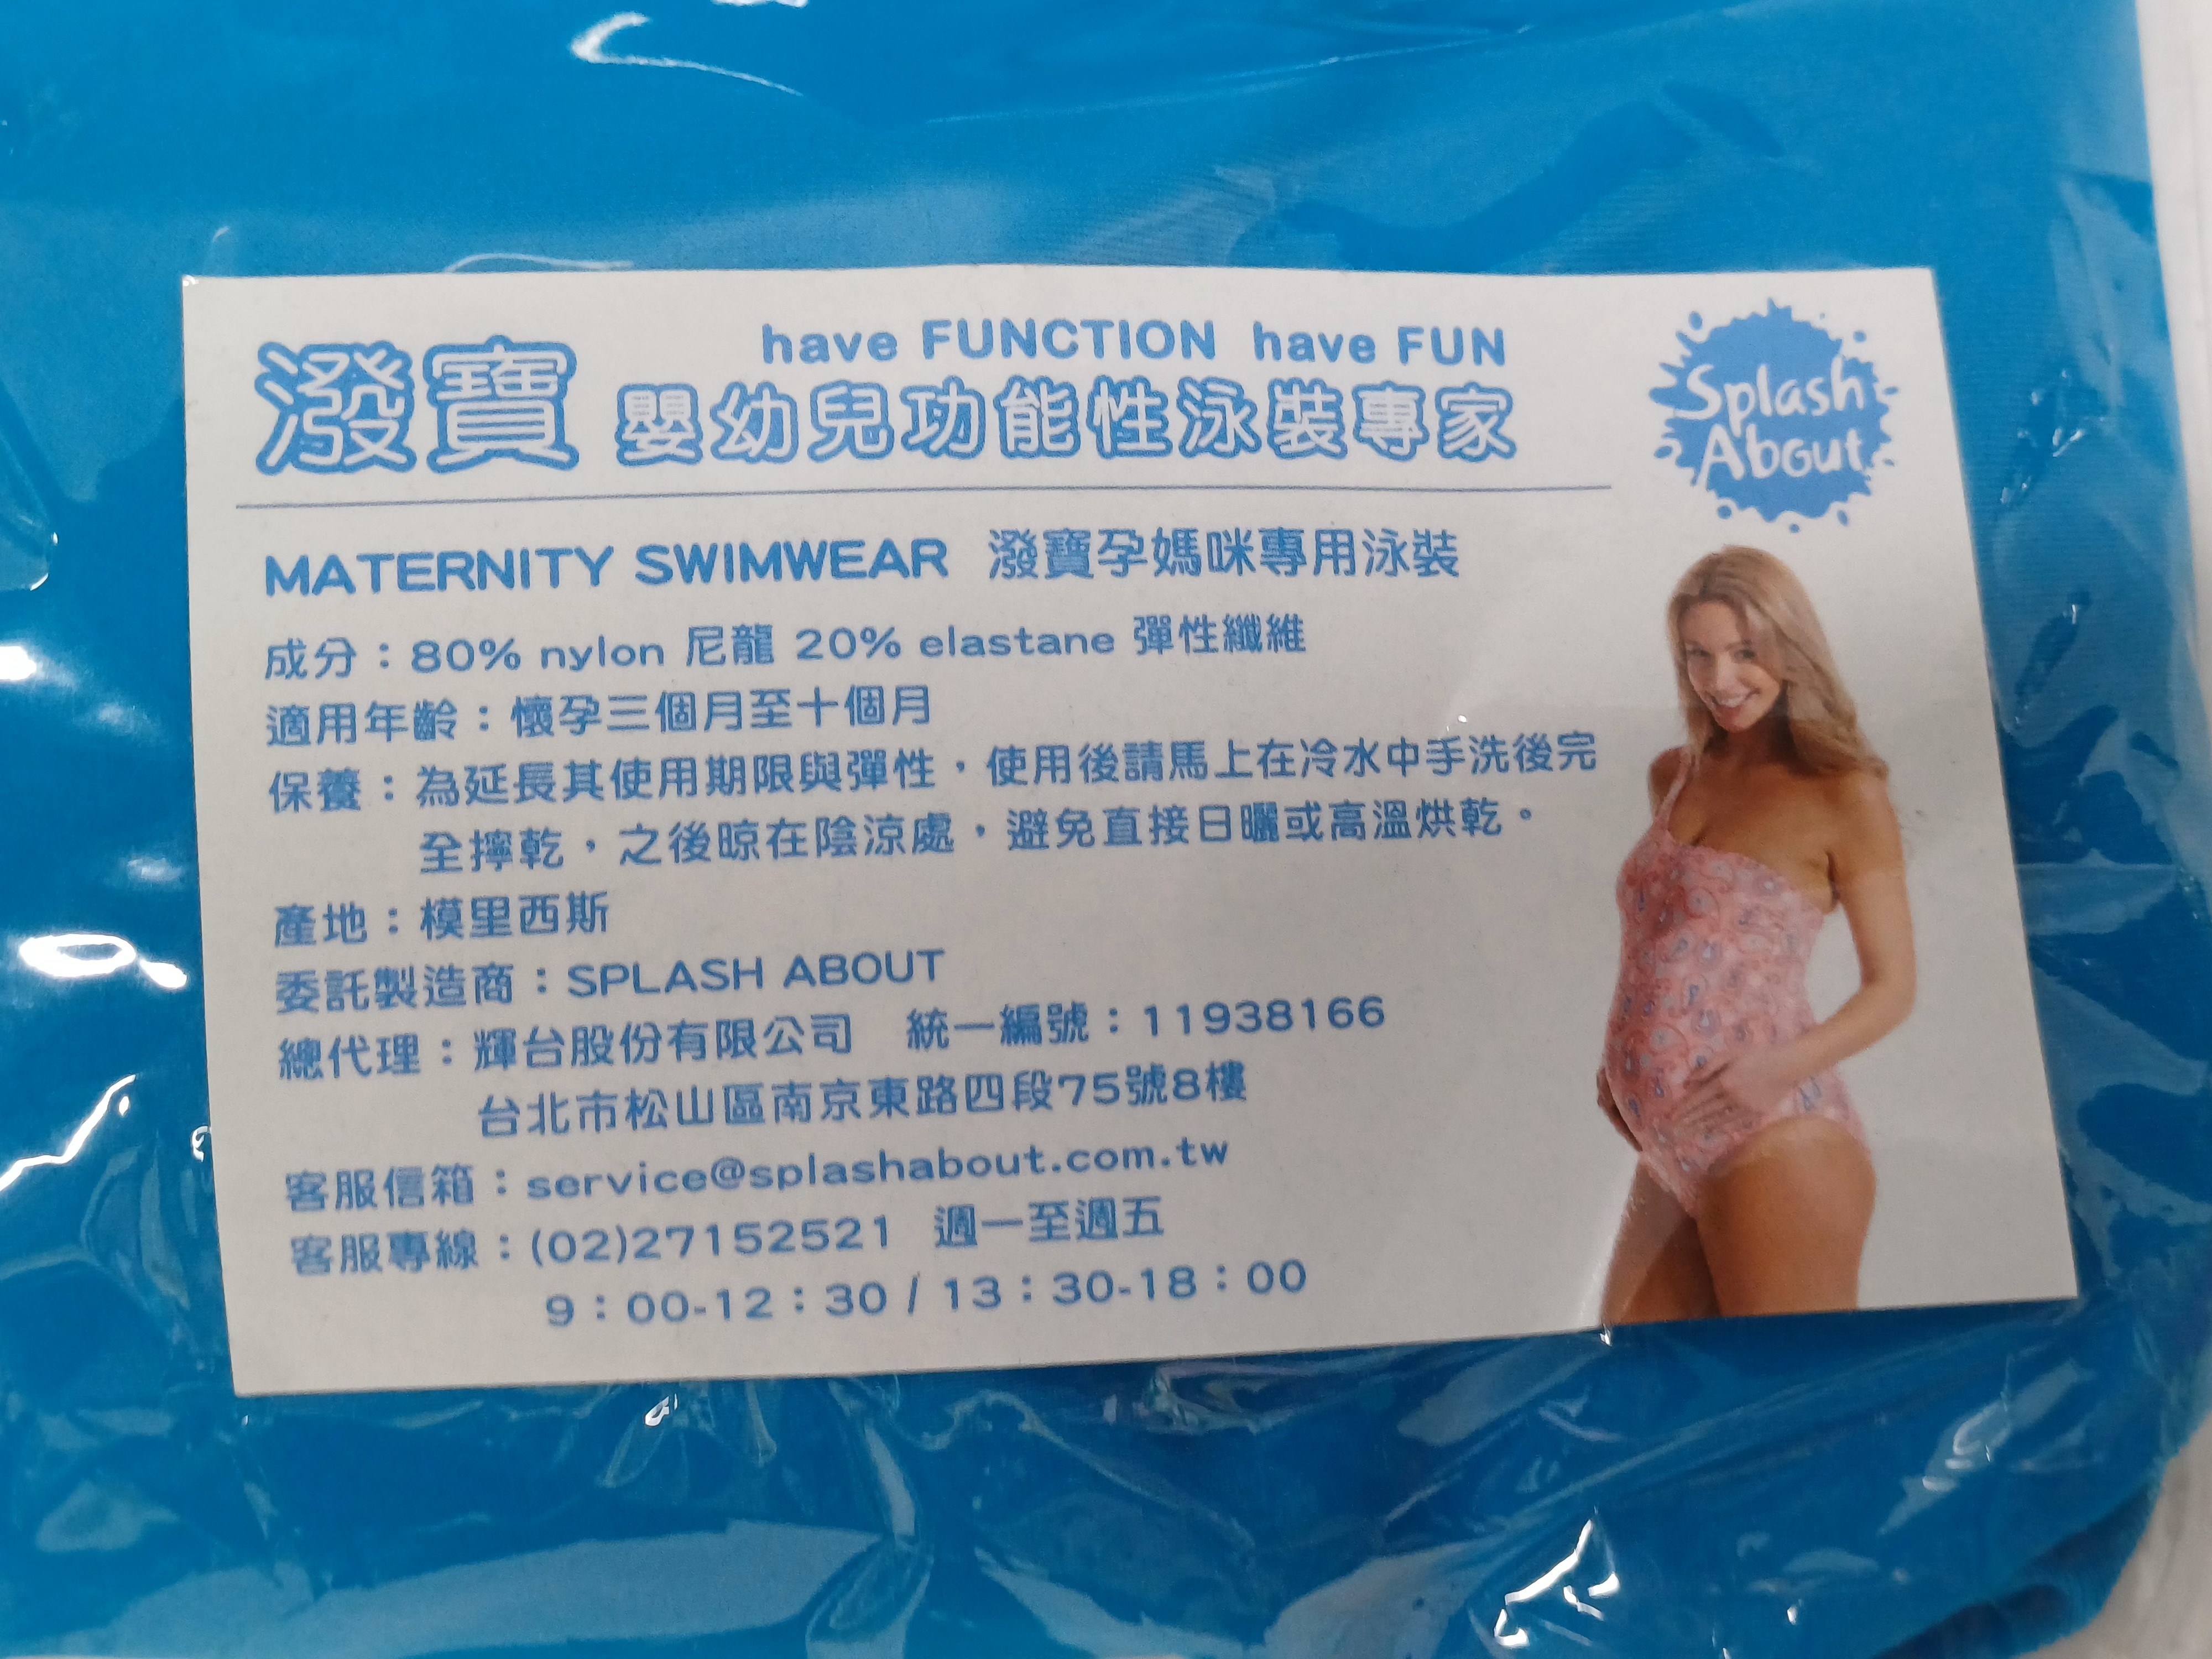 潑寶
have FUNCTION have FUN
嬰幼兒功能性泳裝專家
Splash
About
MATERNITY SWIMWEAR 潑寶孕媽咪專用泳裝
成分：80% nylon 尼龍 20% elastane 彈性纖維
適用年齡：懷孕三個月至十個月
保養：為延長其使用期限與彈性，使用後請馬上在冷水中手洗後完
全擰乾，之後晾在陰涼處，避免直接日曬或高溫烘乾。
產地：模里西斯
委託製造商：SPLASH ABOUT
總代理：輝台股份有限公司 統一編號：11938166
台北市松山區南京東路四段75號8樓
客服信箱：service@splashabout.com.tw
客服專線：(02)27152521 週一至週五
9：00-12：30 / 13：30-18：00